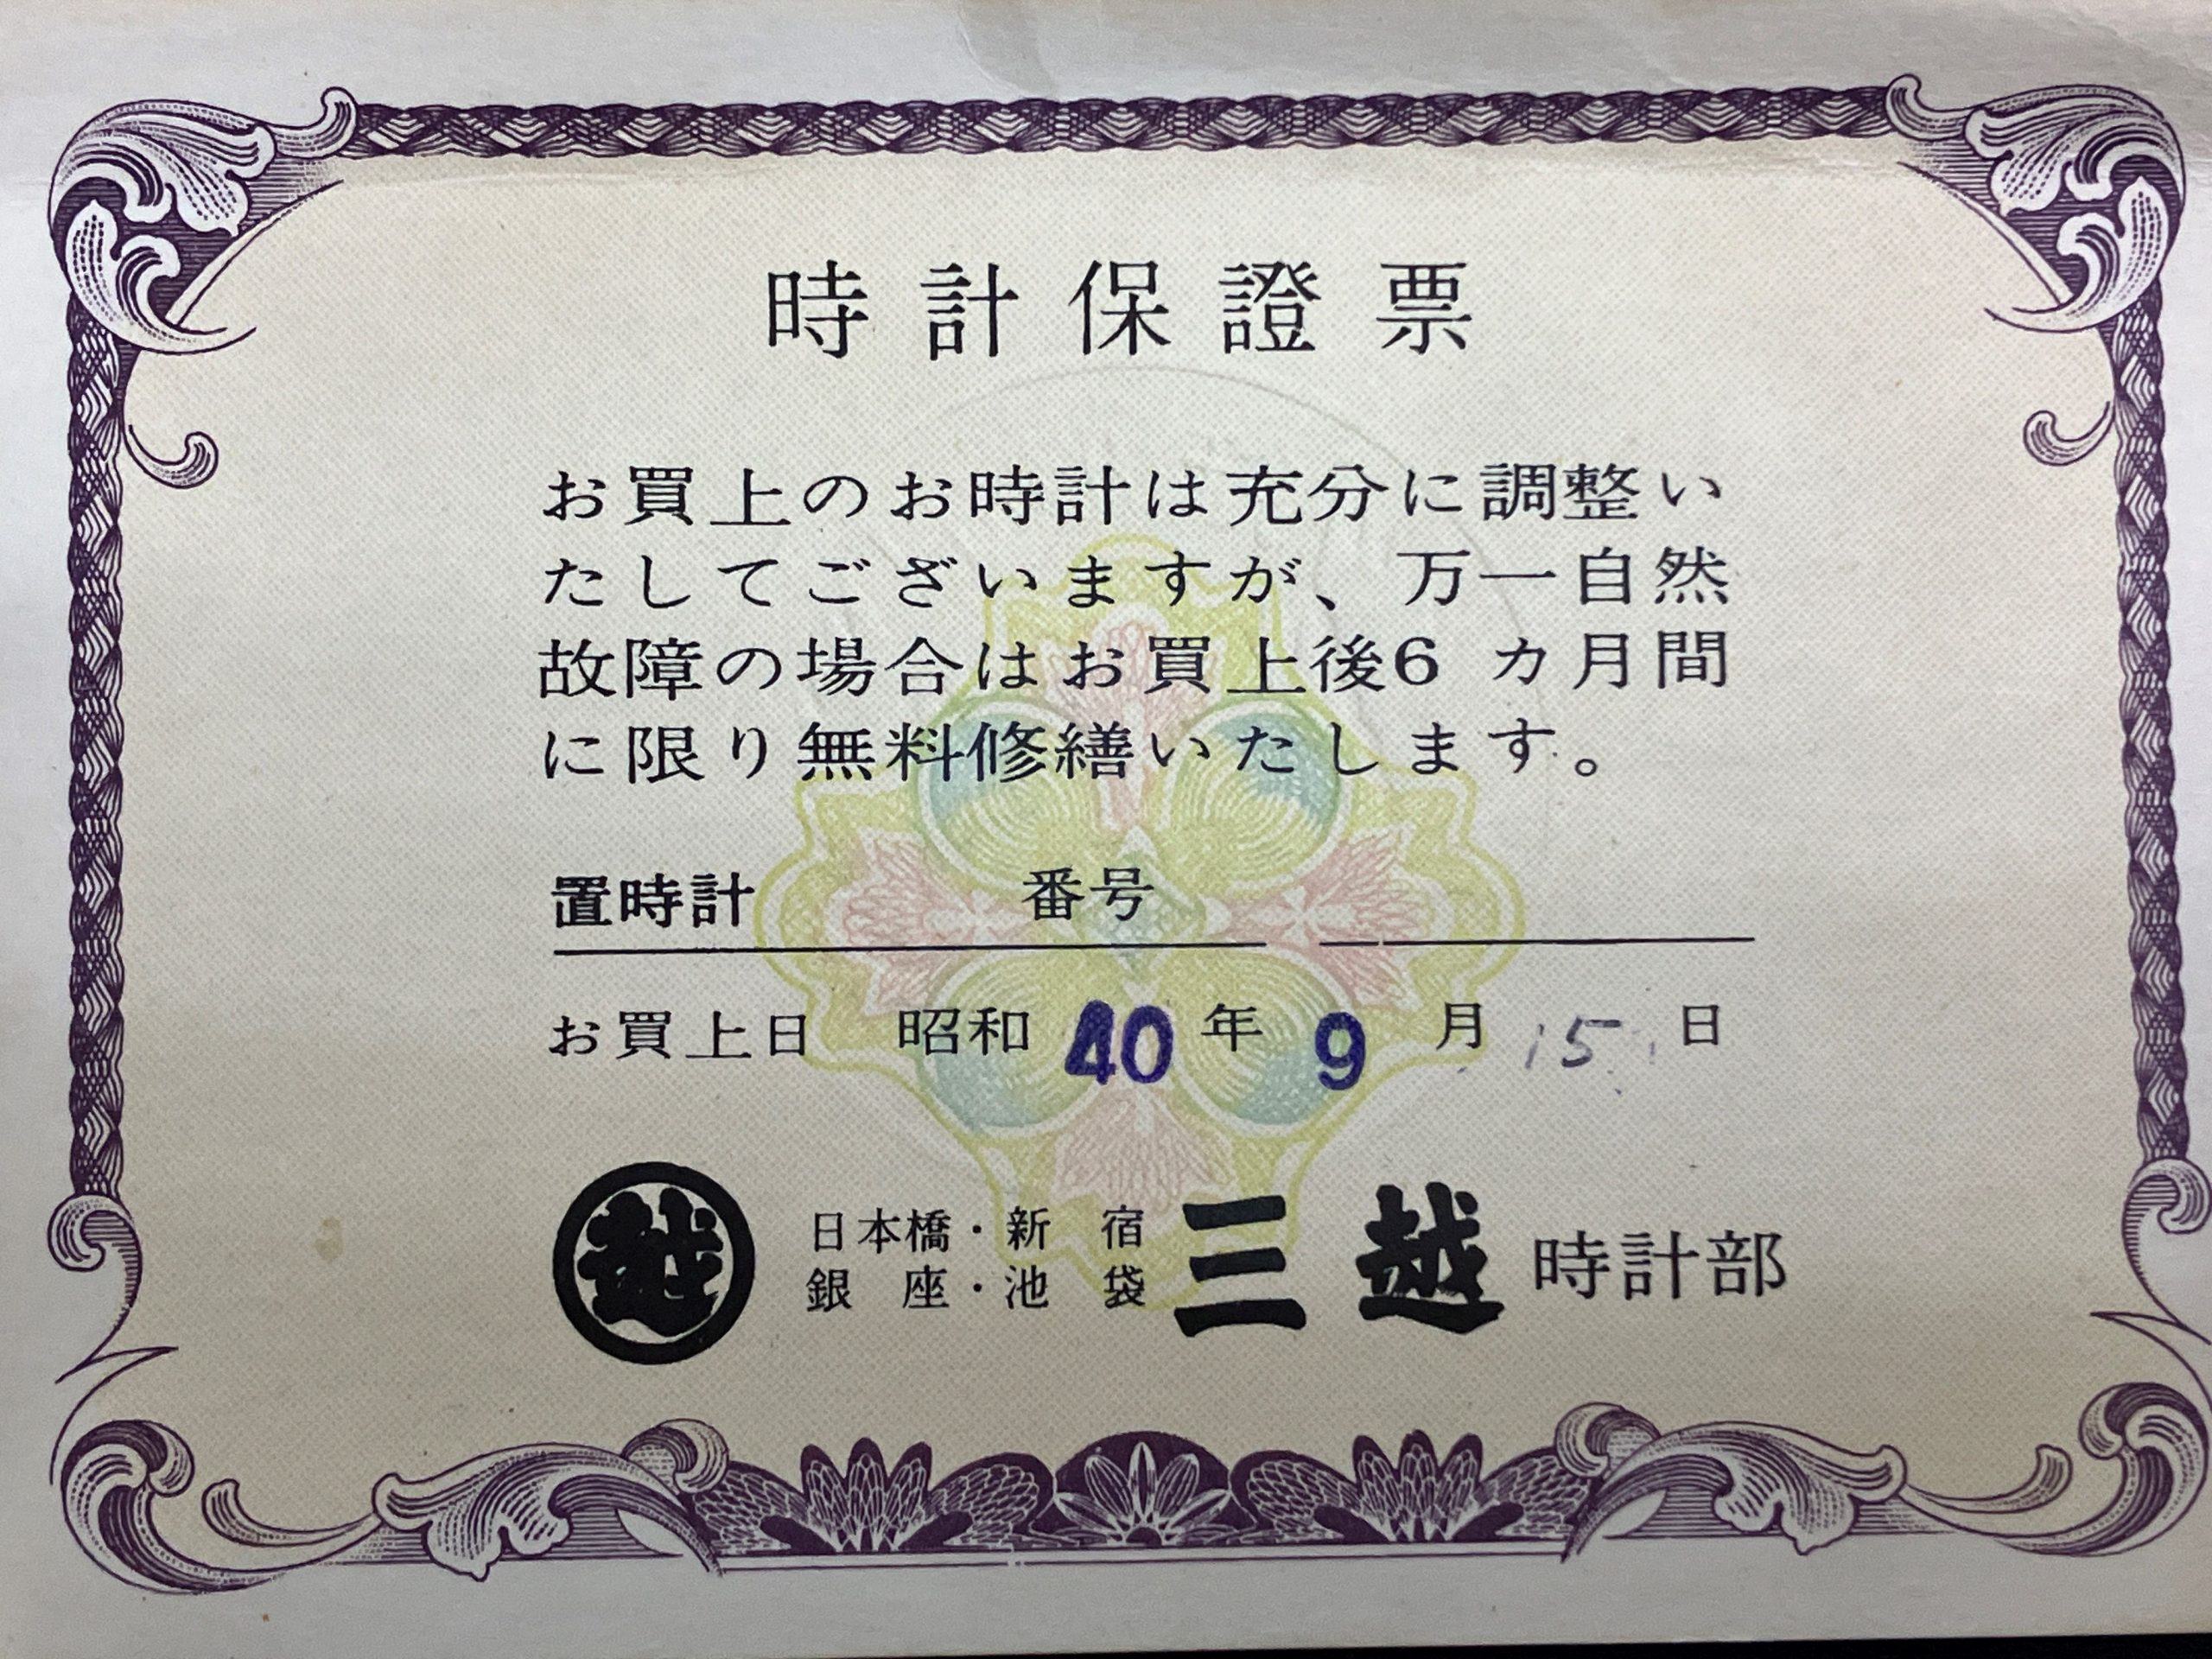 時計保證票
お買上のお時計は充分に調整い
たしてございますが、万一自然
故障の場合はお買上後6カ月間
に限り無料修繕いたします。
置時計 番号
お買上日 昭和 40 年 9 月 15 日
越 日本橋・新宿 三越 時計部
銀座・池袋